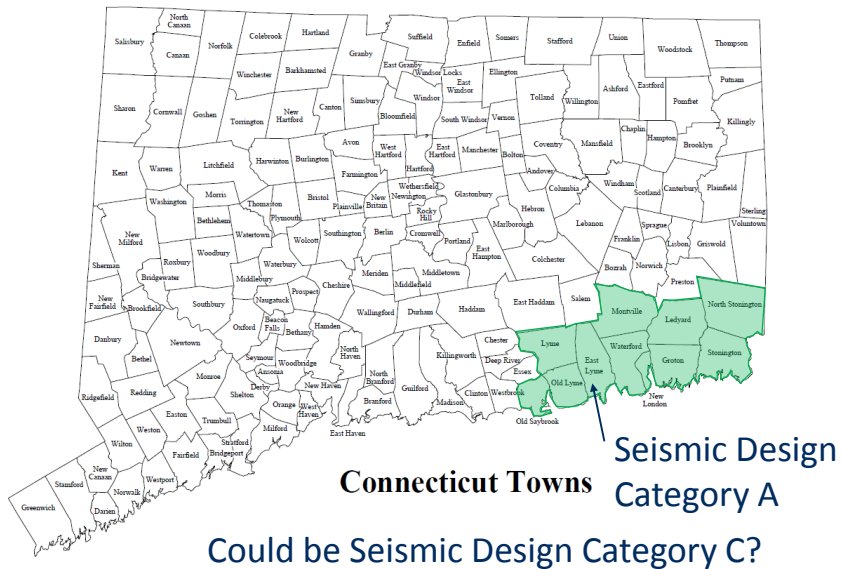 North
Canaan
Salisbury
Canaan
Norfolk
Colebrook
Hartland
Granby
Suffield
East Granby
Windsor Locks
Enfield
Somers
Stafford
Union
Woodstock
Thompson
Winchester
Barkhamsted
East
Windsor
Ellington
Putnam
Sharon
Cornwall
Goshen
Torrington
New
Hartford
Canton
Simsbury
Bloomfield
Windsor
South Windsor
Vernon
Tolland
Willington
Ashford
Eastford
Pomfret
Killingly
Chaplin
Hampton
Brooklyn
Mansfield
Kent
Warren
Litchfield
Harwinton
Burlington
Avon
West
Hartford
Farmington
Hartford
East
Hartford
Manchester
Bolton
Coventry
Andover
Columbia
Windham
Scotland
Canterbury
Plainfield
Sterling
Washington
Morris
Bethlehem
Thomaston
Plymouth
Watertown
Bristol
Plainville
New
Britain
Newington
Wethersfield
Rocky
Hill
Glastonbury
Hebron
Marlborough
Lebanon
Sprague
Franklin
Lisbon
Griswold
Voluntown
New
Milford
Sherman
Roxbury
Bridgewater
Woodbury
Wolcott
Southington
Berlin
Cromwell
Portland
East
Hampton
Colchester
Bozrah
Norwich
Preston
Waterbury
Middlebury
Naugatuck
Prospect
Cheshire
Meriden
Middletown
Middlefield
East Haddam
Salem
Montville
Ledyard
North Stonington
New
Fairfield
Brookfield
Southbury
Oxford
Beacon
Falls
Bethany
Hamden
Wallingford
Durham
Haddam
Chester
Deep River
Essex
Lyme
East
Lyme
Waterford
Groton
Stonington
Danbury
Bethel
Newtown
Seymour
Ansonia
Woodbridge
Derby
North
Haven
North
Branford
Guilford
Killingworth
Madison
Clinton
Westbrook
Old Lyme
Old Saybrook
New
London
Ridgefield
Redding
Monroe
Shelton
Orange
New Haven
West
Haven
Branford
East Haven
Easton
Trumbull
Stratford
Bridgeport
Milford
Wilton
Weston
Fairfield
Westport
New
Canaan
Norwalk
Darien
Stamford
Greenwich
Connecticut Towns
Seismic Design
Category A
Could be Seismic Design Category C?